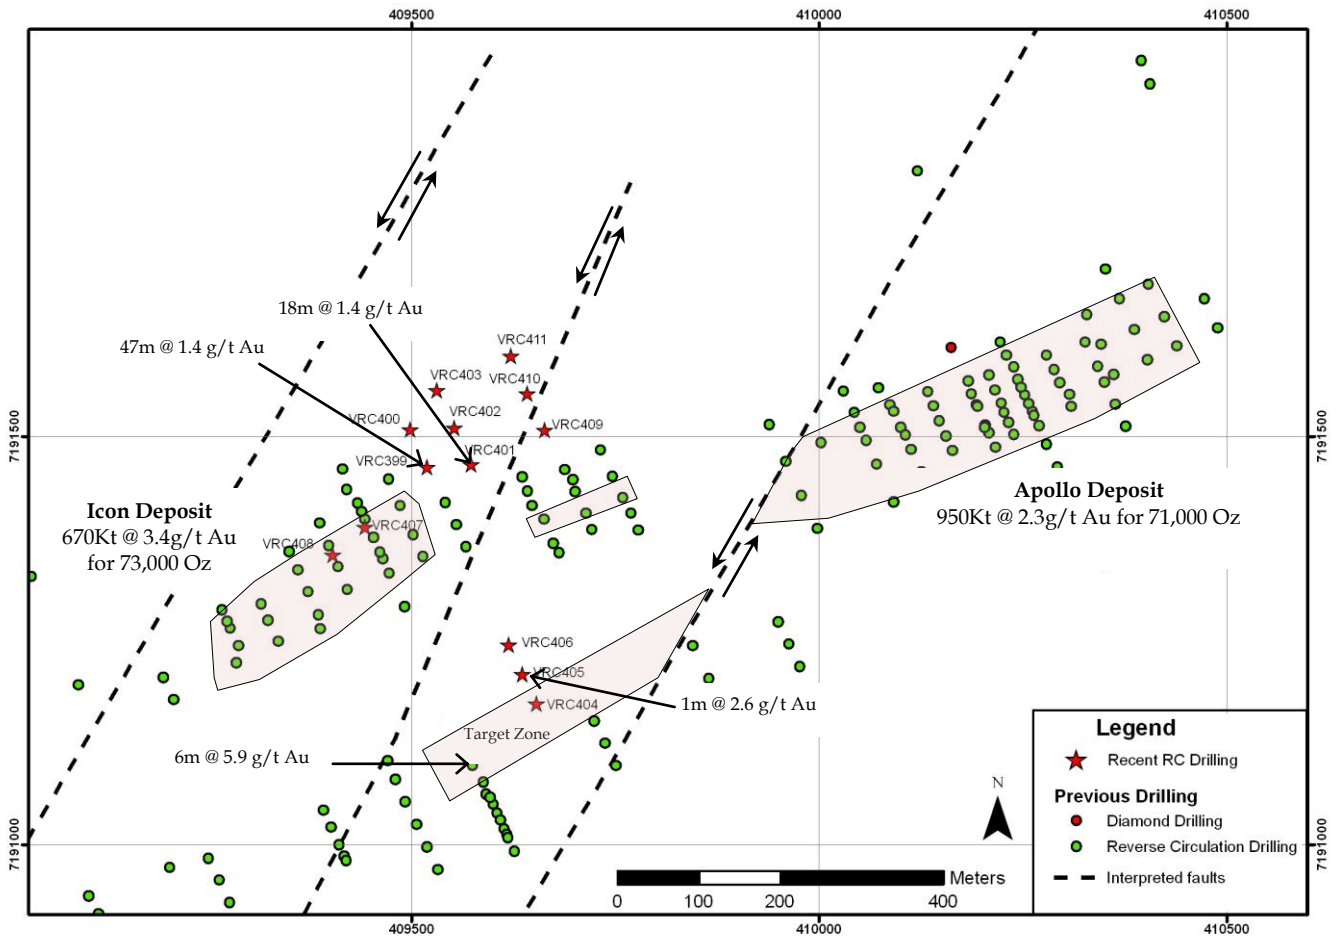 409500
410000
410500
18m @ 1.4 g/t Au
47m @ 1.4 g/t Au
VRC411
VRC403
VRC410
VRC400
VRC402
VRC409
VRC401
VRC399
7191500
7191500
Icon Deposit
670Kt @ 3.4g/t Au
for 73,000 Oz
VRC407
VRC408
Apollo Deposit
950Kt @ 2.3g/t Au for 71,000 Oz
VRC406
VRC405
VRC404
1m @ 2.6 g/t Au
Target Zone
6m @ 5.9 g/t Au
N
Legend
Recent RC Drilling
Previous Drilling
Diamond Drilling
Reverse Circulation Drilling
Interpreted faults
7191000
7191000
Meters
0
100
200
400
409500
410000
410500